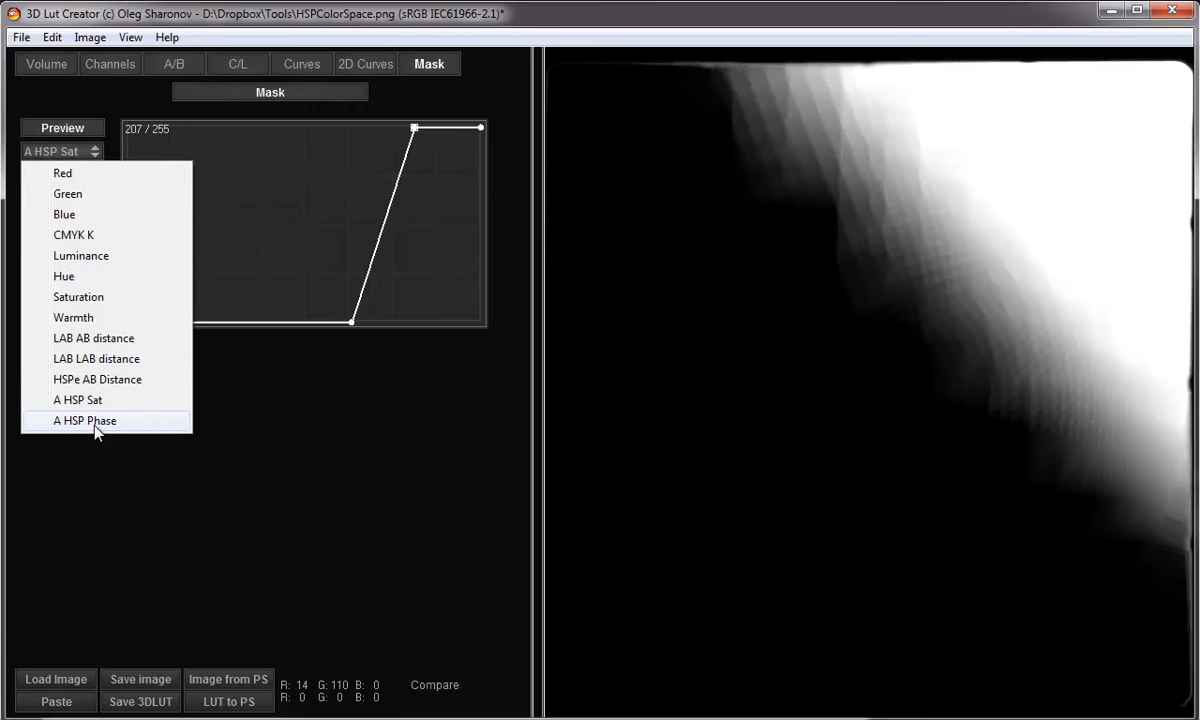 3D Lut Creator (c) Oleg Sharonov - D:\Dropbox\Tools\HSPColorSpace.png (sRGB IEC61966-2.1)*
File Edit Image View Help
Volume Channels A/B C/L Curves 2D Curves Mask
Mask
Preview
207 / 255
A HSP Sat
Red
Green
Blue
CMYK K
Luminance
Hue
Saturation
Warmth
LAB AB distance
LAB LAB distance
HSPe AB Distance
A HSP Sat
A HSP Phase
Load Image Save image Image from PS R: 14 G: 110 B: 0 Compare
Paste Save 3DLUT LUT to PS R: 0 G: 0 B: 0